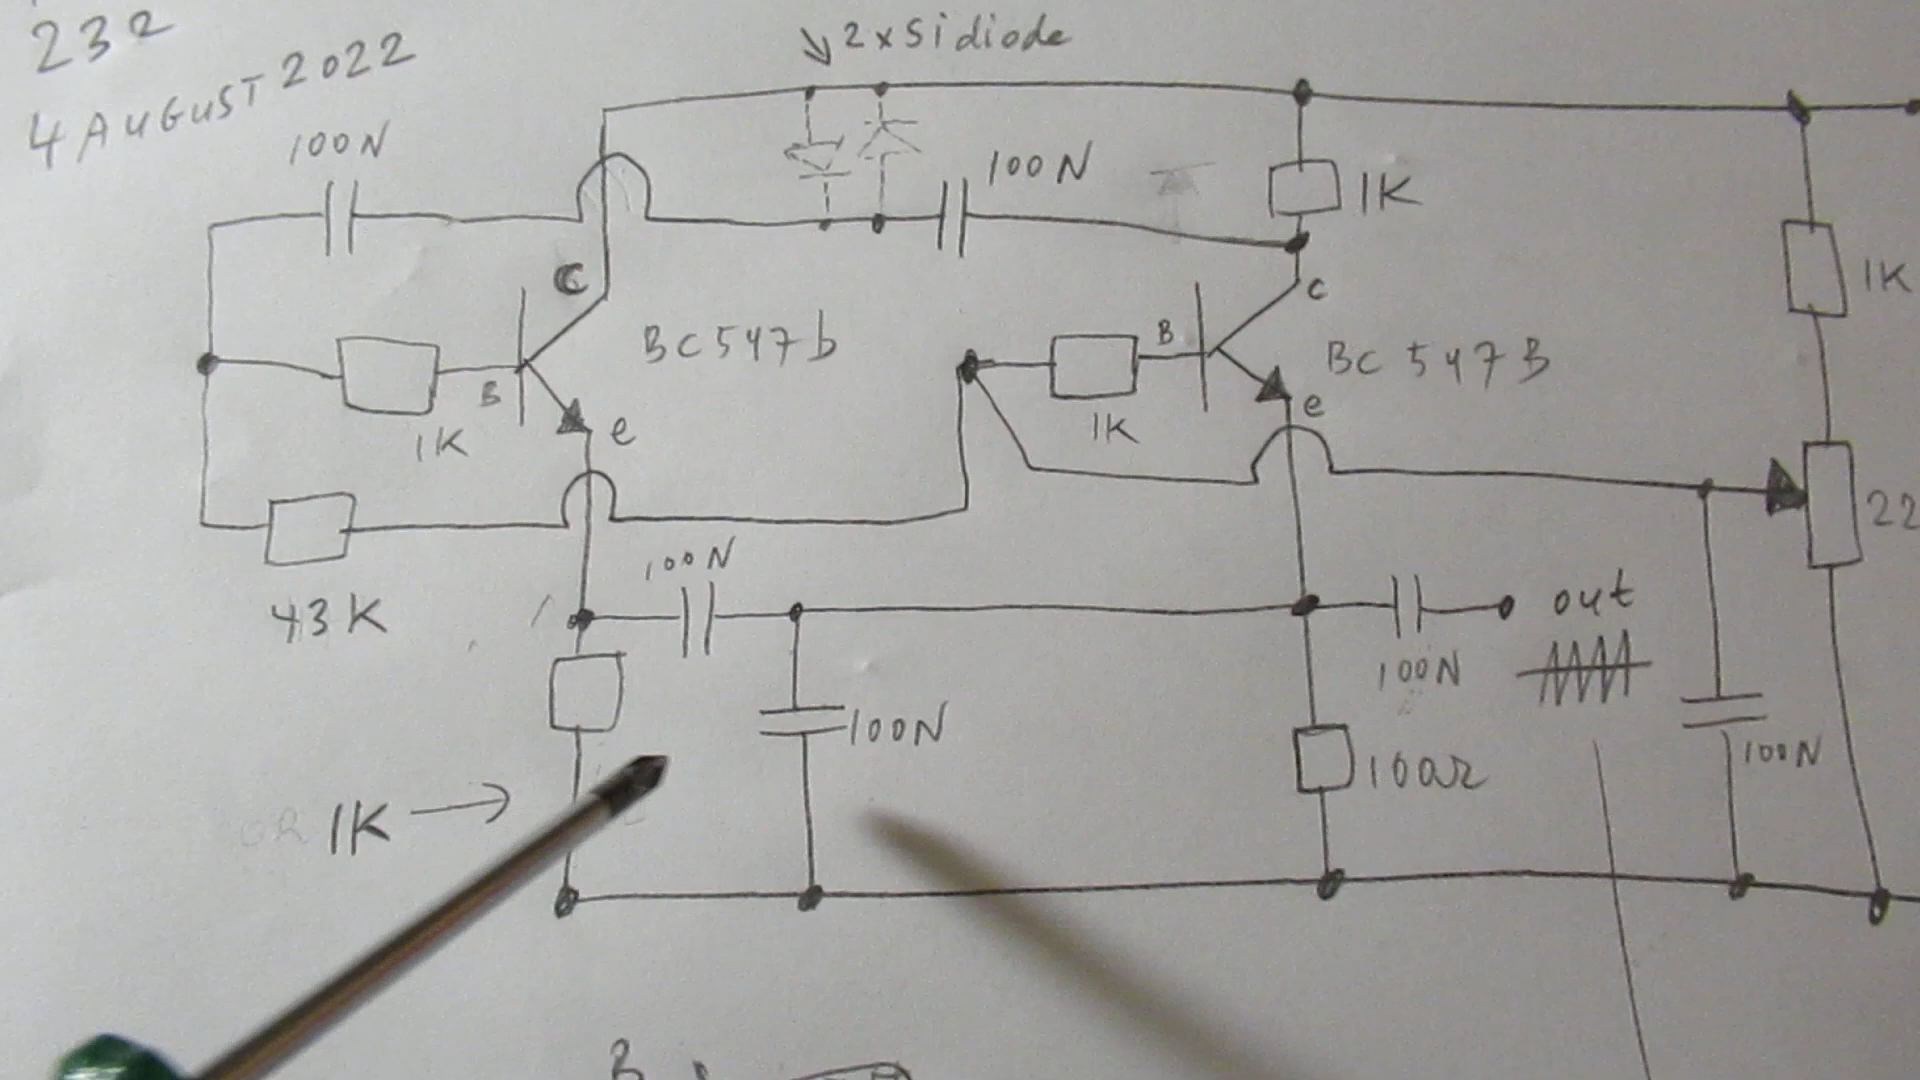 232
4 AUGUST 2022
2 x Si diode
100N
100N
1K
C
c
1K
BC547b
B
BC547B
B
e
e
1K
1K
22
100N
out
43K
100N
100N
100N
1K
100Ω
OR